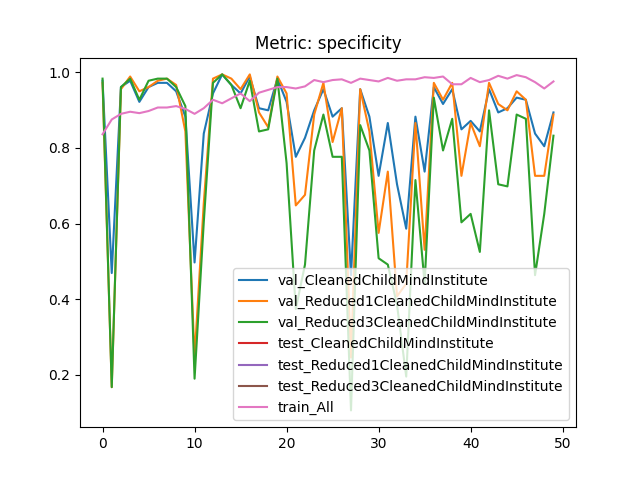 Metric: specificity
1.0
0.8
0.6
0.4
0.2
val_CleanedChildMindInstitute
val_Reduced1CleanedChildMindInstitute
val_Reduced3CleanedChildMindInstitute
test_CleanedChildMindInstitute
test_Reduced1CleanedChildMindInstitute
test_Reduced3CleanedChildMindInstitute
train_All
0 10 20 30 40 50